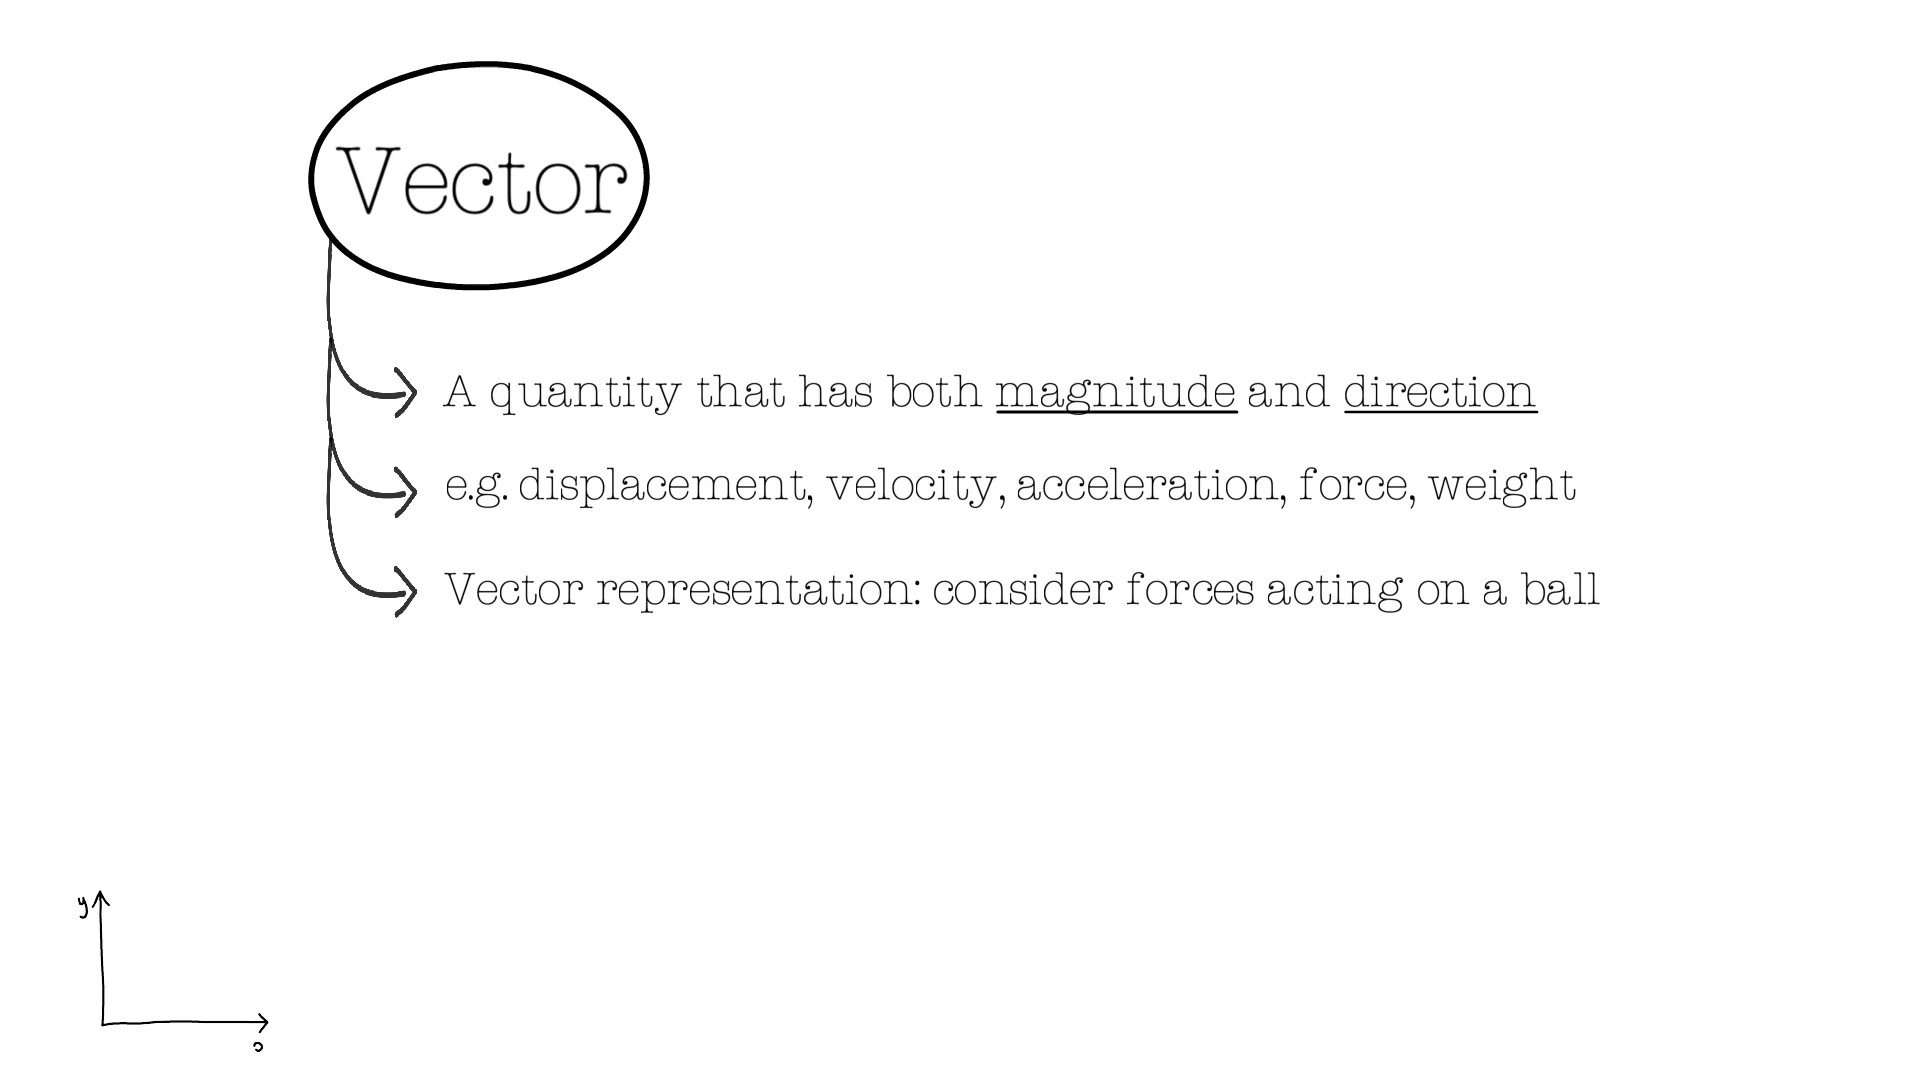 Vector
A quantity that has both magnitude and direction
e.g. displacement, velocity, acceleration, force, weight
Vector representation: consider forces acting on a ball
y